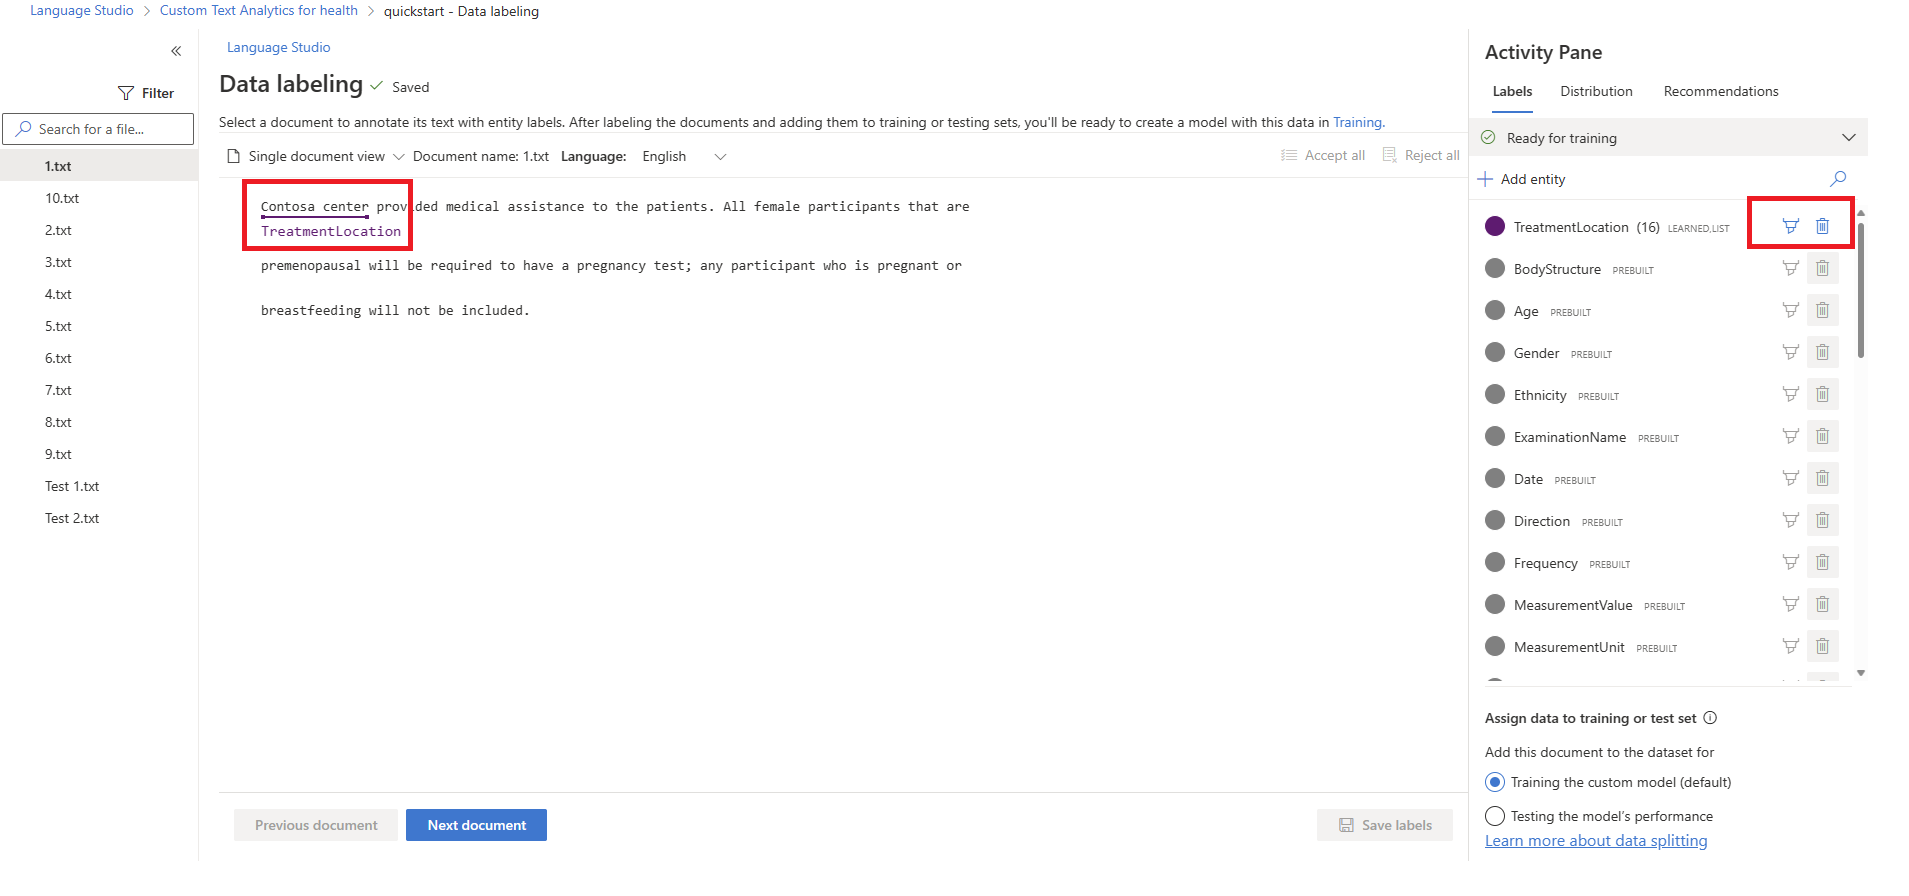 Language Studio > Custom Text Analytics for health > quickstart - Data labeling
Filter
Search for a file...
1.txt
10.txt
2.txt
3.txt
4.txt
5.txt
6.txt
7.txt
8.txt
9.txt
Test 1.txt
Test 2.txt
Language Studio
Data labeling Saved
Select a document to annotate its text with entity labels. After labeling the documents and adding them to training or testing sets, you'll be ready to create a model with this data in Training.
Single document view Document name: 1.txt Language: English Accept all Reject all
Contosa center provided medical assistance to the patients. All female participants that are
TreatmentLocation
premenopausal will be required to have a pregnancy test; any participant who is pregnant or
breastfeeding will not be included.
Previous document Next document Save labels
Activity Pane
Labels Distribution Recommendations
Ready for training
Add entity
TreatmentLocation (16) LEARNED,LIST
BodyStructure PREBUILT
Age PREBUILT
Gender PREBUILT
Ethnicity PREBUILT
ExaminationName PREBUILT
Date PREBUILT
Direction PREBUILT
Frequency PREBUILT
MeasurementValue PREBUILT
MeasurementUnit PREBUILT
Assign data to training or test set
Add this document to the dataset for
Training the custom model (default)
Testing the model's performance
Learn more about data splitting